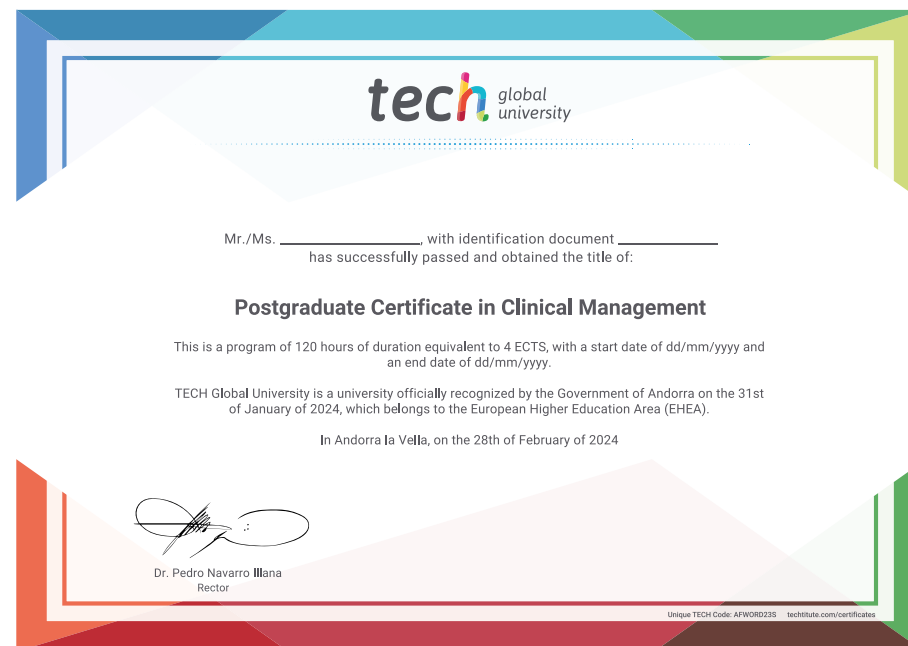 tech global university
Mr./Ms. ____________________, with identification document ______________
has successfully passed and obtained the title of:
Postgraduate Certificate in Clinical Management
This is a program of 120 hours of duration equivalent to 4 ECTS, with a start date of dd/mm/yyyy and
an end date of dd/mm/yyyy.
TECH Global University is a university officially recognized by the Government of Andorra on the 31st
of January of 2024, which belongs to the European Higher Education Area (EHEA).
In Andorra la Vella, on the 28th of February of 2024
Dr. Pedro Navarro Illana
Rector
Unique TECH Code: AFWORD23S techtitute.com/certificates